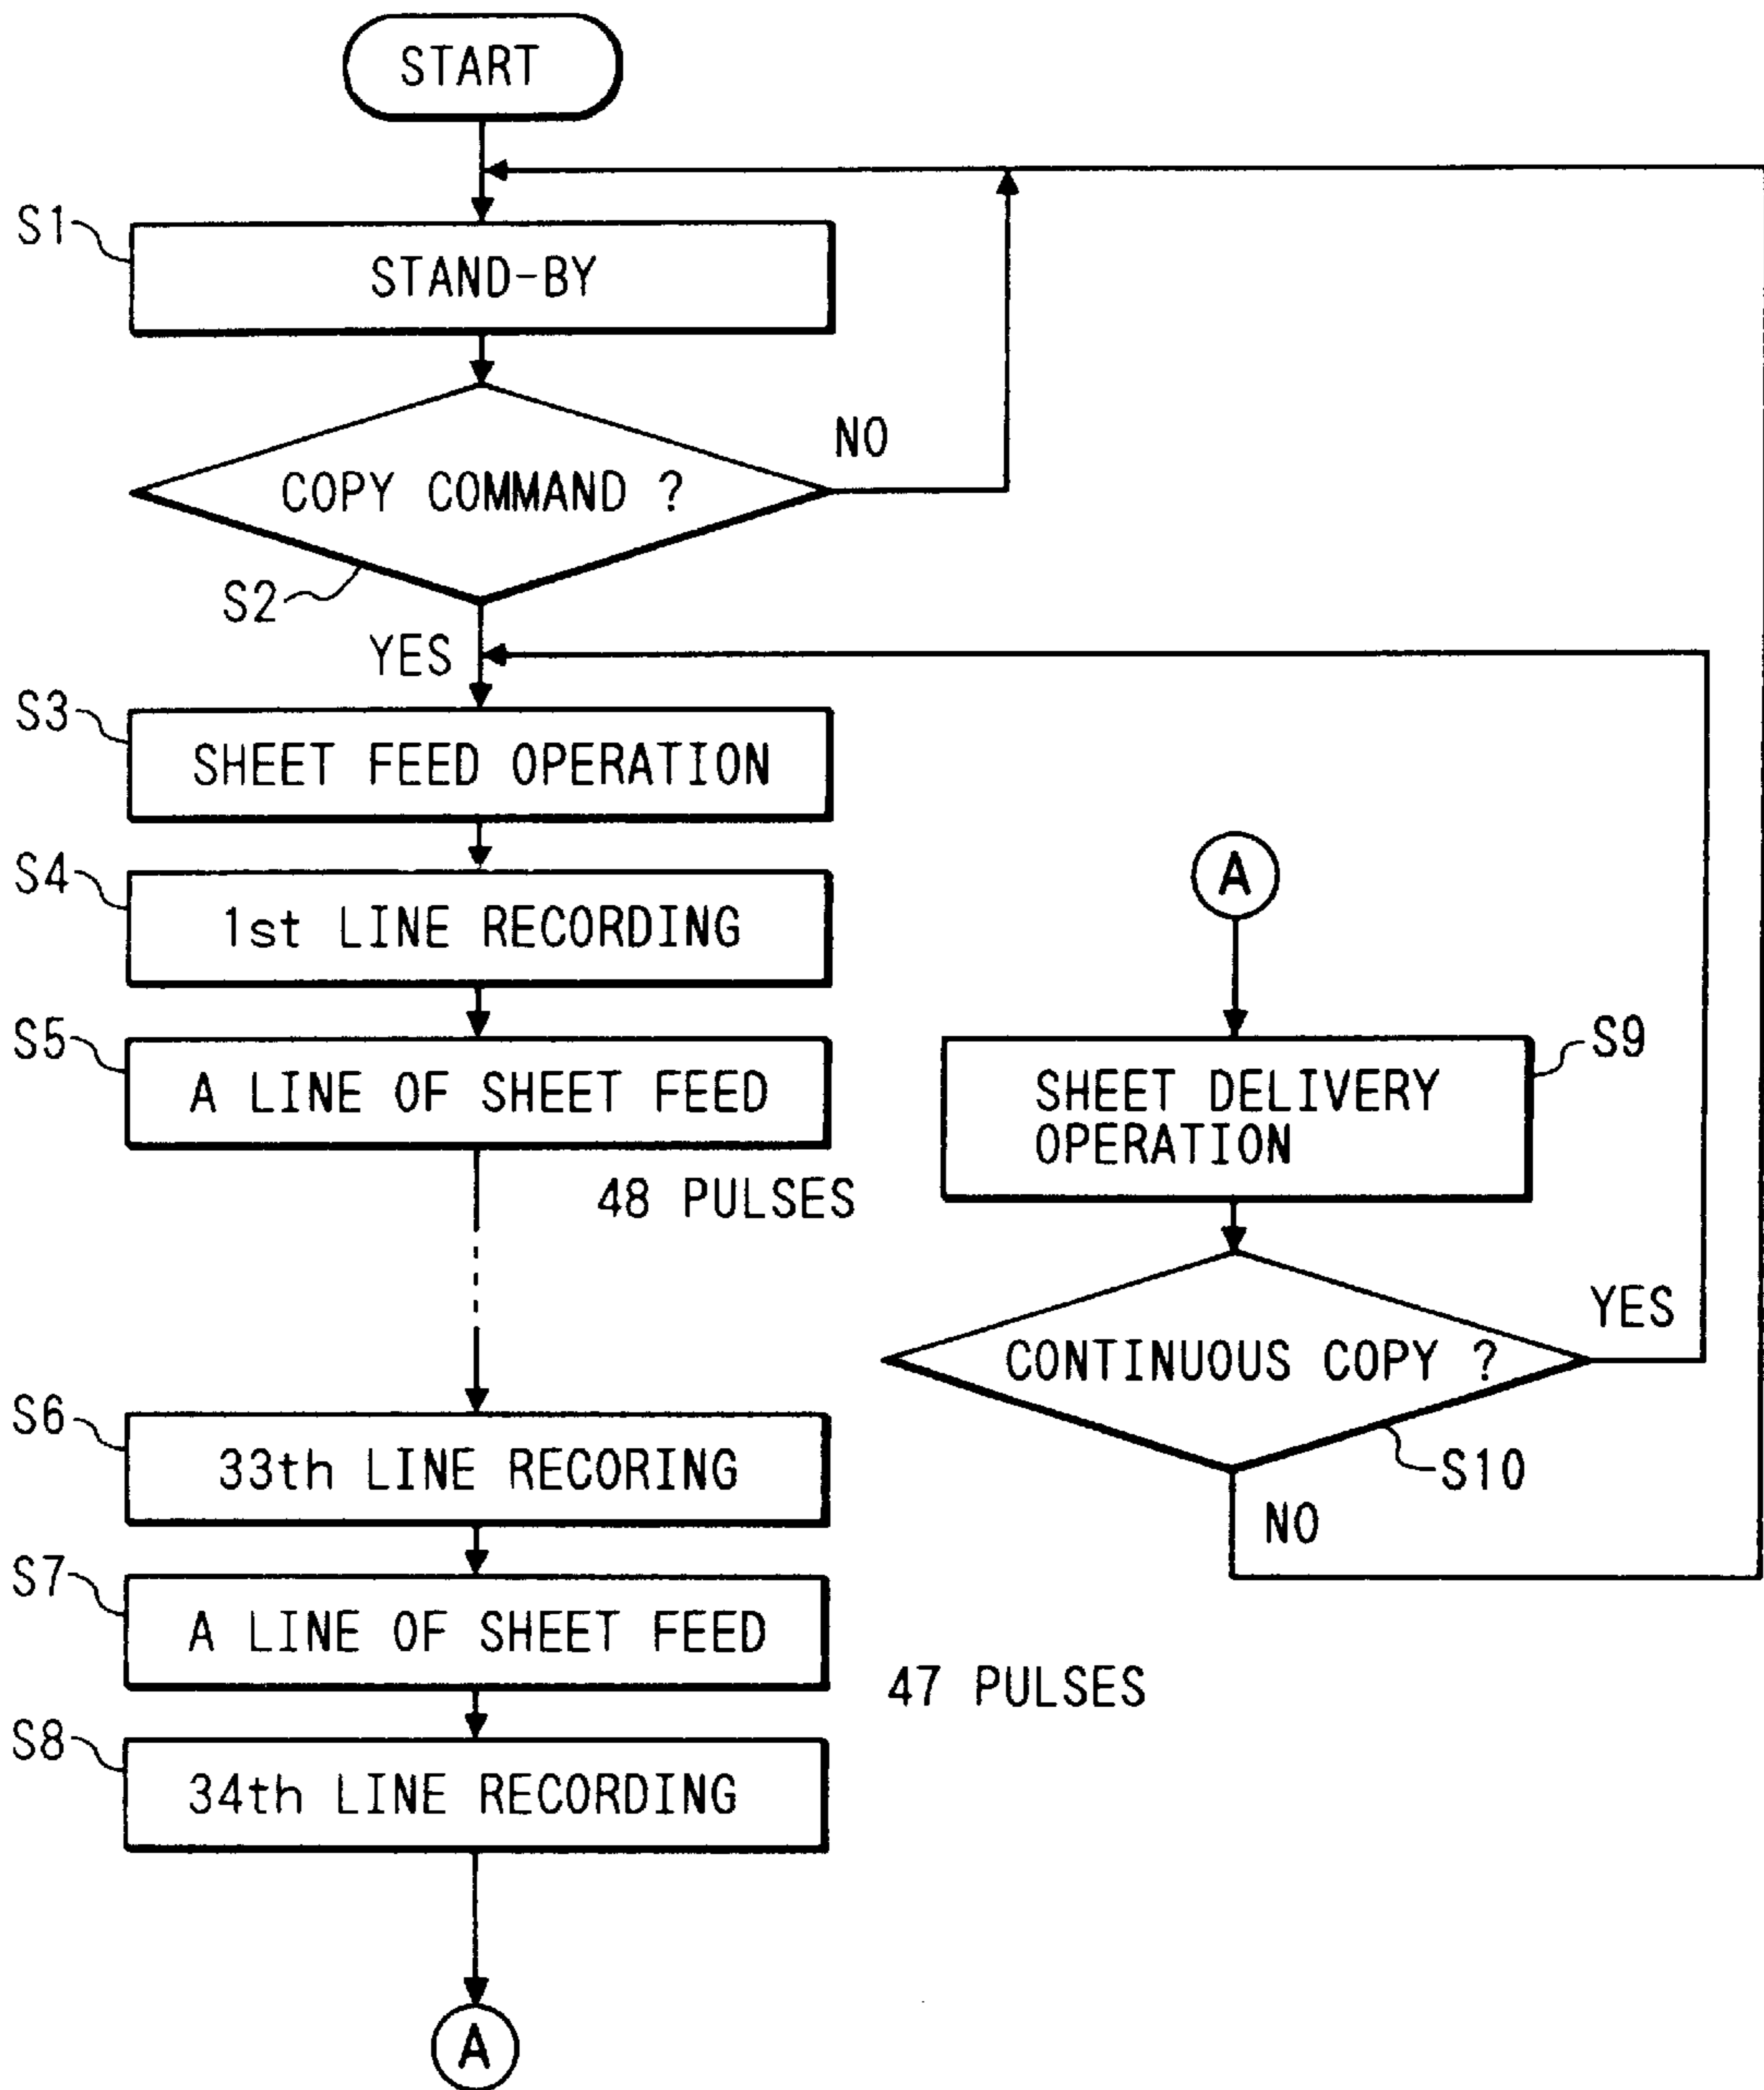 START
S1
STAND-BY
COPY COMMAND ?
NO
S2
YES
S3
SHEET FEED OPERATION
S4
1st LINE RECORDING
S5
A LINE OF SHEET FEED
48 PULSES
S6
33th LINE RECORING
S7
A LINE OF SHEET FEED
47 PULSES
S8
34th LINE RECORDING
A
A
S9
SHEET DELIVERY
OPERATION
CONTINUOUS COPY ?
YES
S10
NO